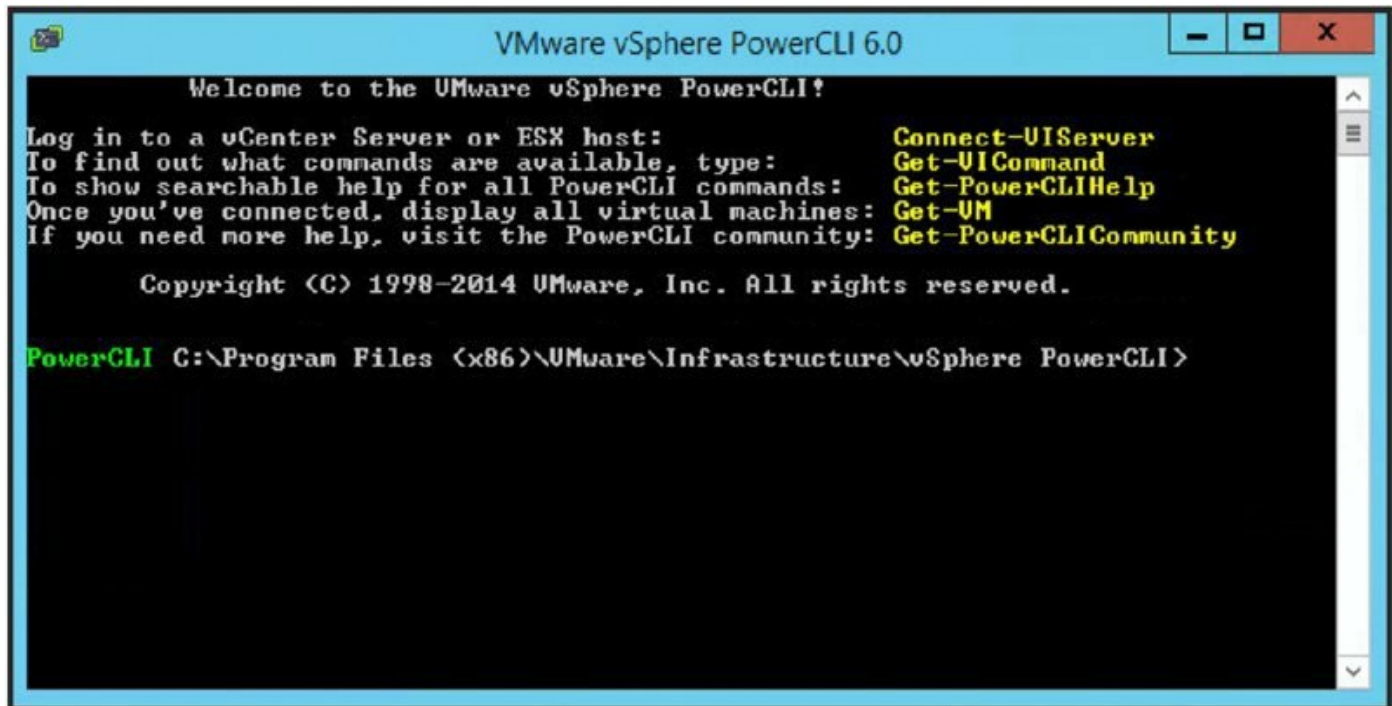 VMware vSphere PowerCLI 6.0
Welcome to the VMware vSphere PowerCLI!
Log in to a vCenter Server or ESX host: Connect-VIServer
To find out what commands are available, type: Get-VICommand
To show searchable help for all PowerCLI commands: Get-PowerCLIHelp
Once you've connected, display all virtual machines: Get-VM
If you need more help, visit the PowerCLI community: Get-PowerCLICommunity
Copyright (C) 1998-2014 VMware, Inc. All rights reserved.
PowerCLI C:\Program Files (x86)\VMware\Infrastructure\vSphere PowerCLI>